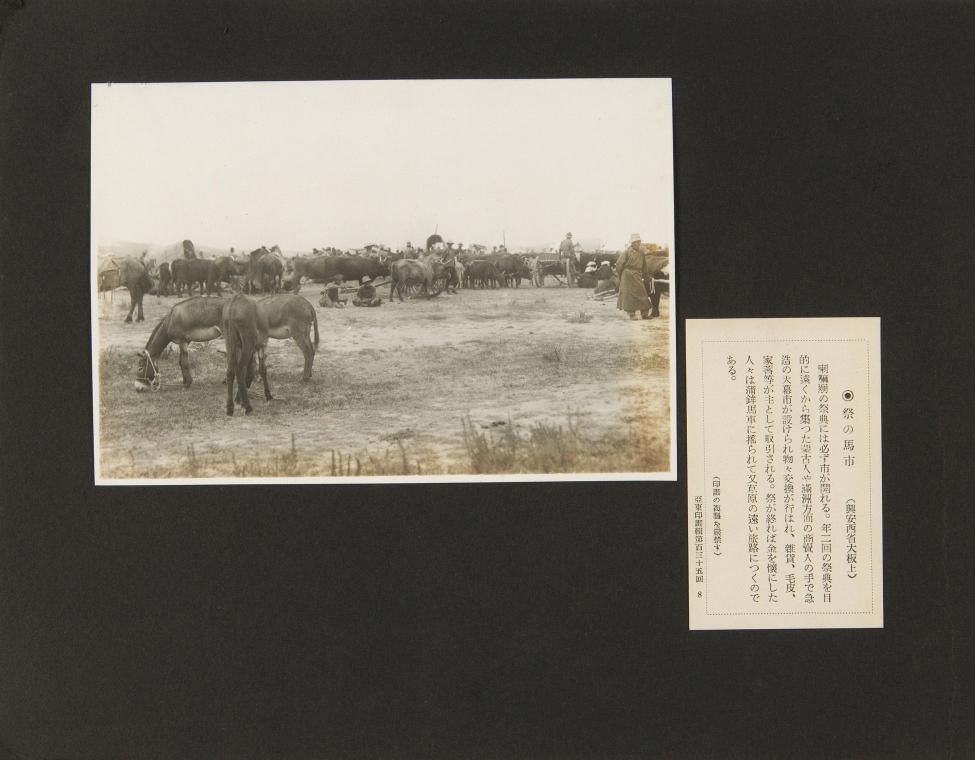 ◉ 祭の馬市 (興安西省大板上)
喇嘛廟の祭典には必ず市が開れる。年二回の祭典を目
的に遠くから集つた蒙古人や滿洲方面の商賣人の手で急
造の天幕市が設けられ物々交換が行はれ、雜貨、毛皮、
家畜等が主として取引される。祭が終れば金を懷にした
人々は蒲鉾馬車に搖られて又草原の遠い旅路につくので
ある。
(印畫の複製を嚴禁す)
亞東印畫輯第百三十五回 8